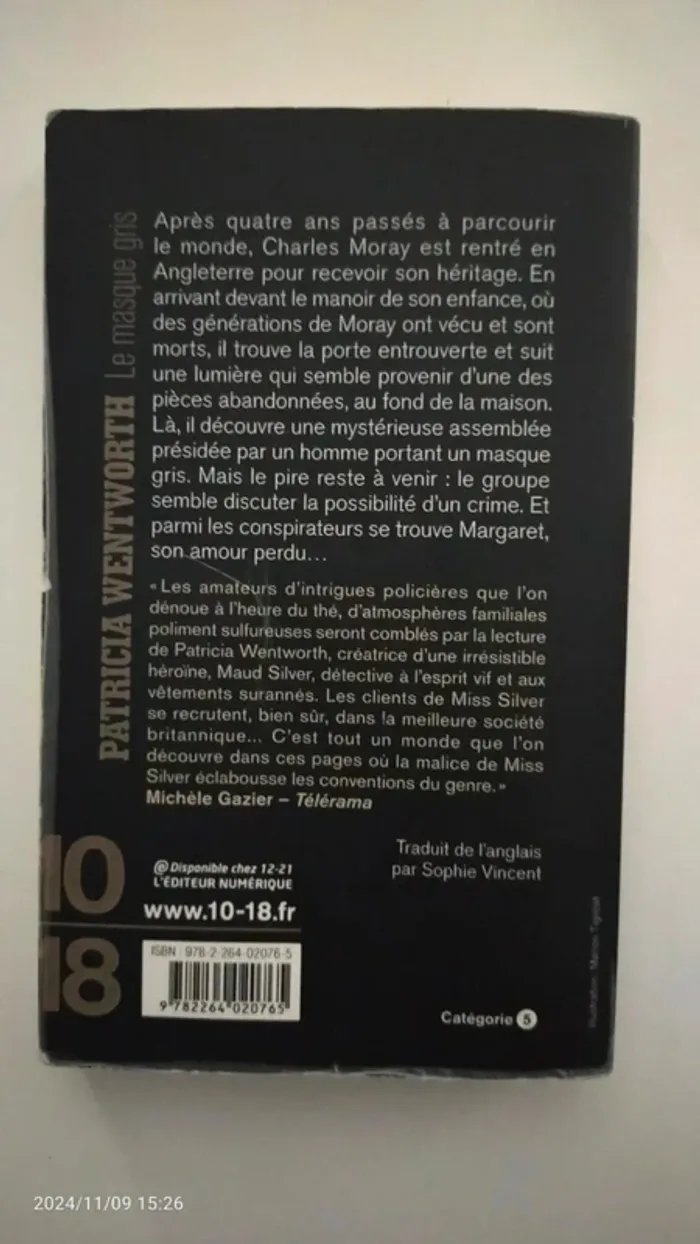 PATRICIA WENTWORTH Le masque gris
Après quatre ans passés à parcourir
le monde, Charles Moray est rentré en
Angleterre pour recevoir son héritage. En
arrivant devant le manoir de son enfance, où
des générations de Moray ont vécu et sont
morts, il trouve la porte entrouverte et suit
une lumière qui semble provenir d'une des
pièces abandonnées, au fond de la maison.
Là, il découvre une mystérieuse assemblée
présidée par un homme portant un masque
gris. Mais le pire reste à venir : le groupe
semble discuter la possibilité d'un crime. Et
parmi les conspirateurs se trouve Margaret,
son amour perdu...
« Les amateurs d'intrigues policières que l'on
dénoue à l'heure du thé, d'atmosphères familiales
poliment sulfureuses seront comblés par la lecture
de Patricia Wentworth, créatrice d'une irrésistible
héroïne, Maud Silver, détective à l'esprit vif et aux
vêtements surannés. Les clients de Miss Silver
se recrutent, bien sûr, dans la meilleure société
britannique... C'est tout un monde que l'on
découvre dans ces pages où la malice de Miss
Silver éclabousse les conventions du genre. »
Michèle Gazier – Télérama
Traduit de l'anglais
par Sophie Vincent
10
18
@ Disponible chez 12-21
L'ÉDITEUR NUMÉRIQUE
www.10-18.fr
ISBN : 978-2-264-02076-5
9 782264 020765
Catégorie 5
2024/11/09 15:26